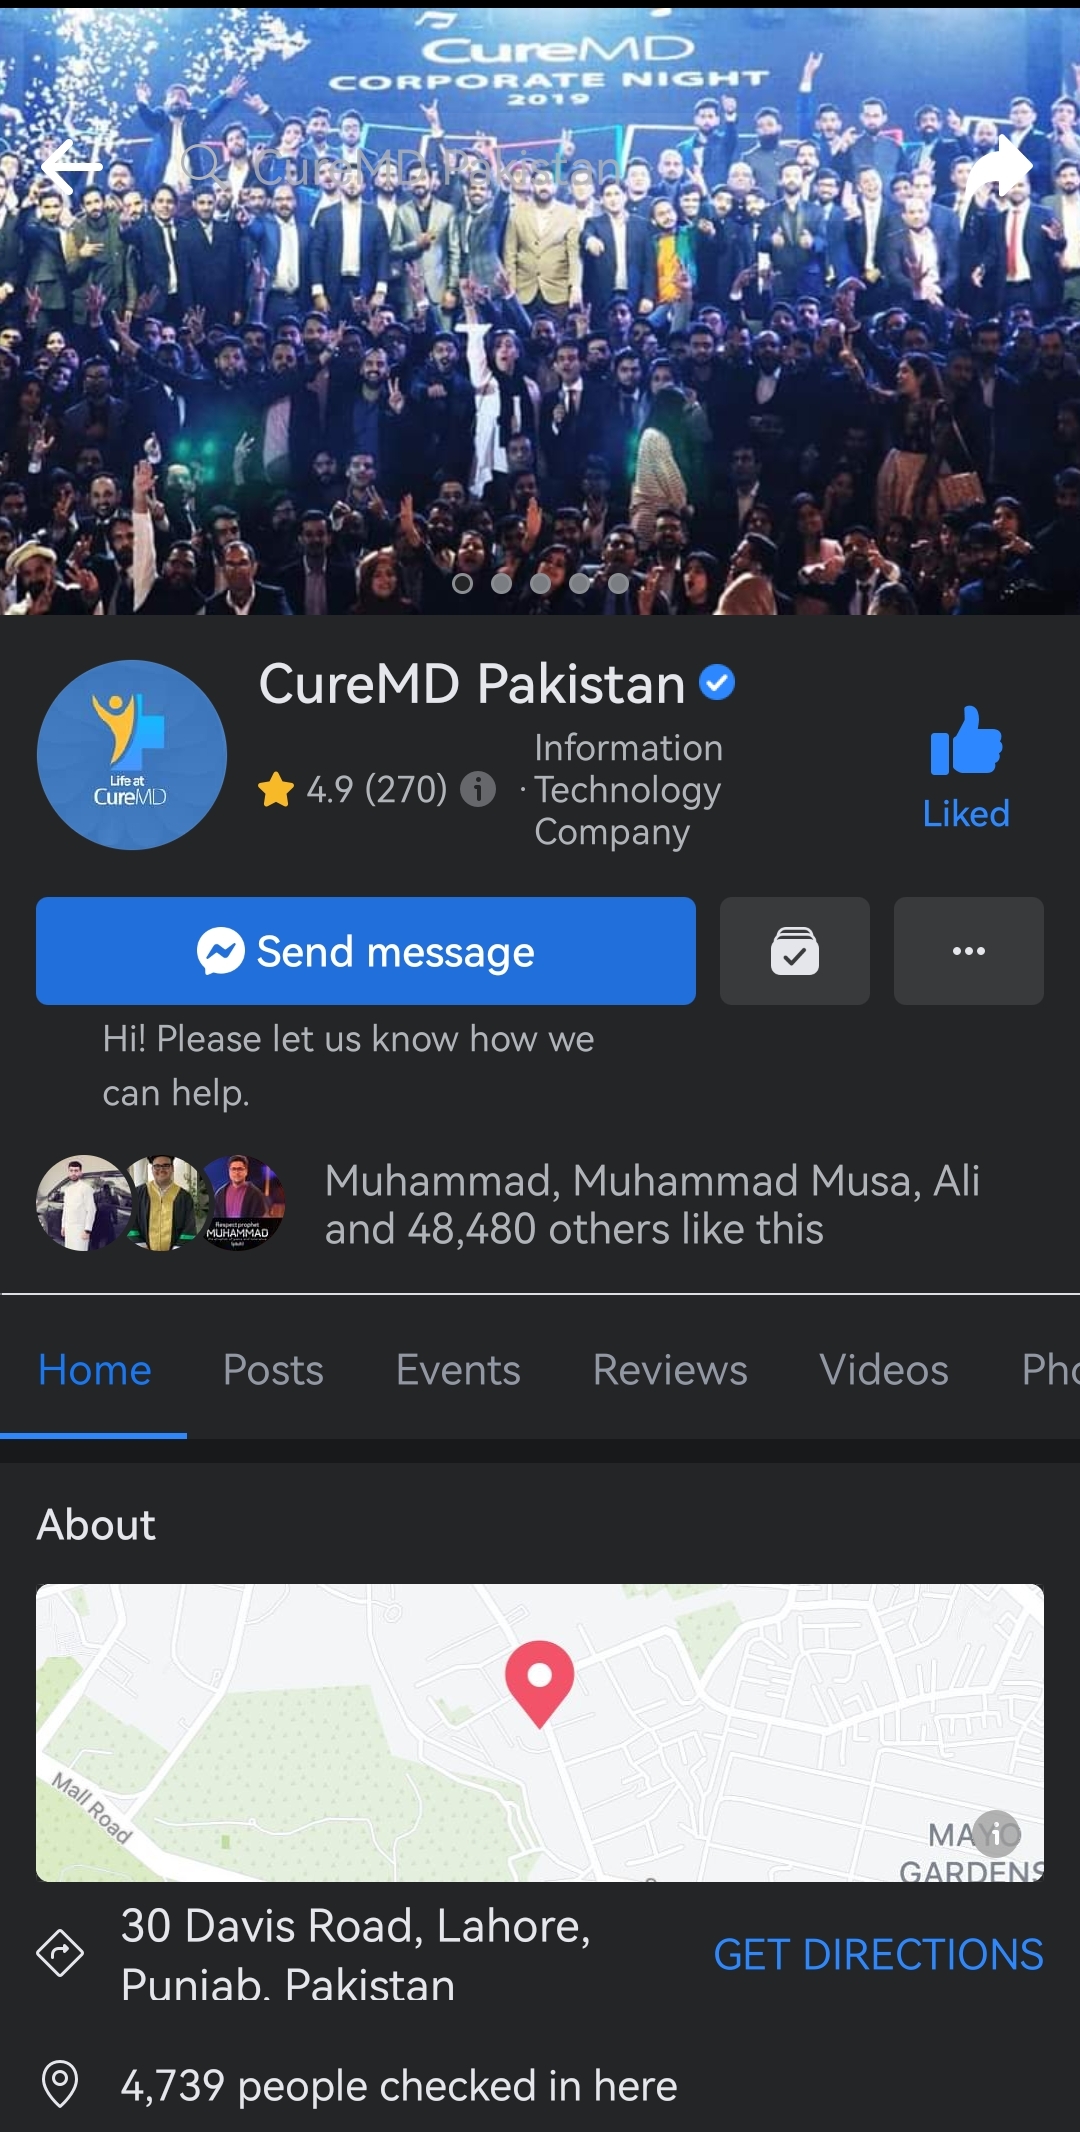 CureMD
CORPORATE NIGHT
2019
CureMD Pakistan
Life at
CureMD
CureMD Pakistan
4.9 (270) · Information
Technology
Company
Liked
Send message
Hi! Please let us know how we
can help.
Respect prophet
MUHAMMAD
Muhammad, Muhammad Musa, Ali
and 48,480 others like this
Home Posts Events Reviews Videos Pho
About
Mall Road
MAYO
GARDENS
30 Davis Road, Lahore,
Punjab, Pakistan
GET DIRECTIONS
4,739 people checked in here